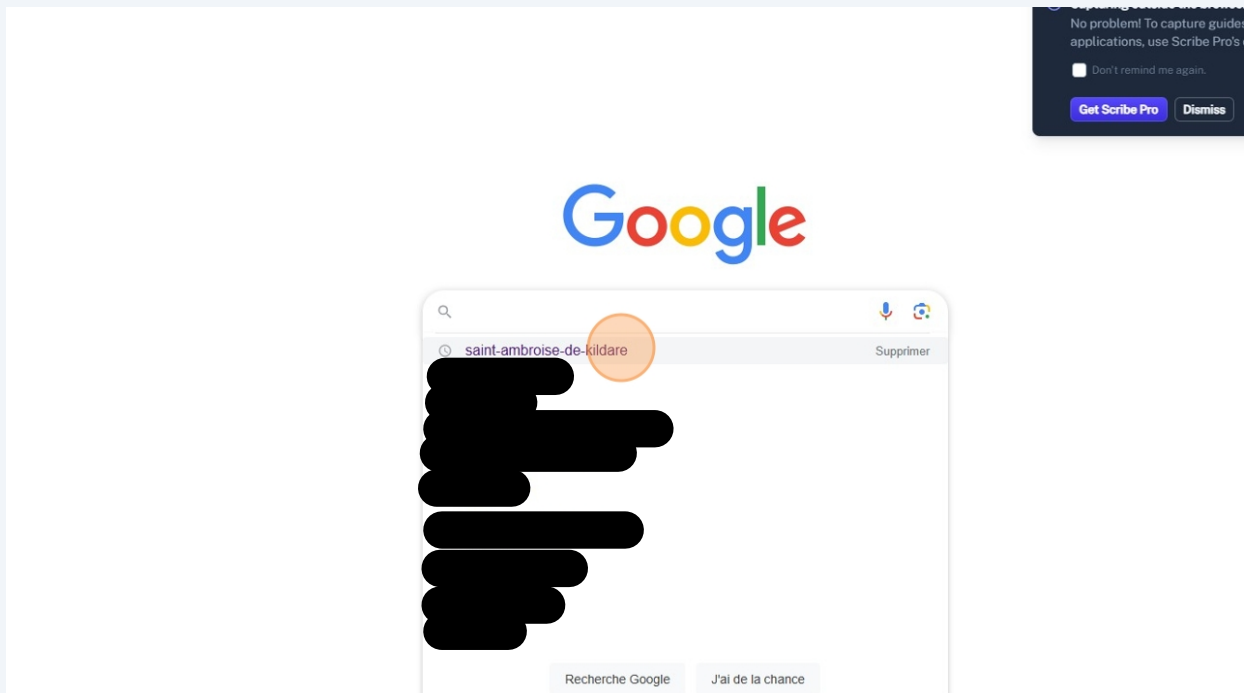 No problem! To capture guides
applications, use Scribe Pro's
Don't remind me again.
Get Scribe Pro
Dismiss
Google
saint-ambroise-de-kildare
Supprimer
Recherche Google
J'ai de la chance